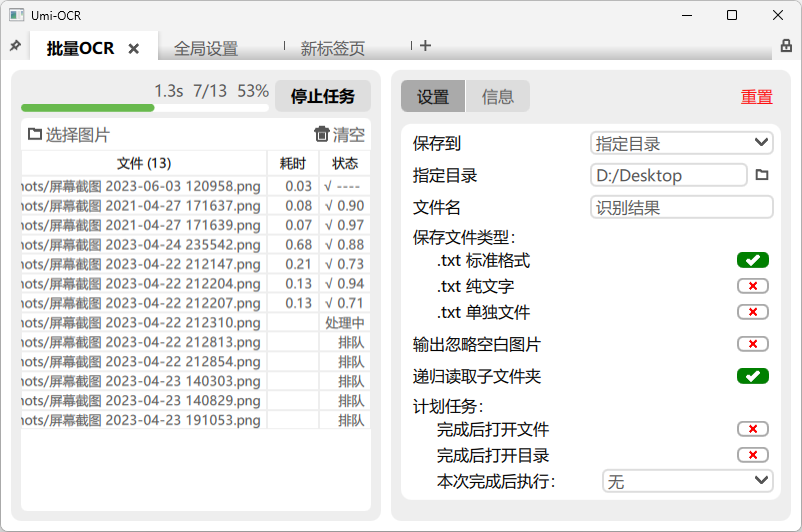 Umi-OCR
批量OCR 全局设置 新标签页
1.3s 7/13 53% 停止任务
选择图片 清空
文件 (13) 耗时 状态
nots/屏幕截图 2023-06-03 120958.png 0.03 √ ----
nots/屏幕截图 2021-04-27 171637.png 0.08 √ 0.90
nots/屏幕截图 2021-04-27 171639.png 0.07 √ 0.97
nots/屏幕截图 2023-04-24 235542.png 0.68 √ 0.88
nots/屏幕截图 2023-04-22 212147.png 0.21 √ 0.73
nots/屏幕截图 2023-04-22 212204.png 0.13 √ 0.94
nots/屏幕截图 2023-04-22 212207.png 0.13 √ 0.71
nots/屏幕截图 2023-04-22 212310.png 处理中
nots/屏幕截图 2023-04-22 212813.png 排队
nots/屏幕截图 2023-04-22 212854.png 排队
nots/屏幕截图 2023-04-23 140303.png 排队
nots/屏幕截图 2023-04-23 140829.png 排队
nots/屏幕截图 2023-04-23 191053.png 排队
设置 信息 重置
保存到 指定目录
指定目录 D:/Desktop
文件名 识别结果
保存文件类型：
.txt 标准格式
.txt 纯文字
.txt 单独文件
输出忽略空白图片
递归读取子文件夹
计划任务：
完成后打开文件
完成后打开目录
本次完成后执行： 无